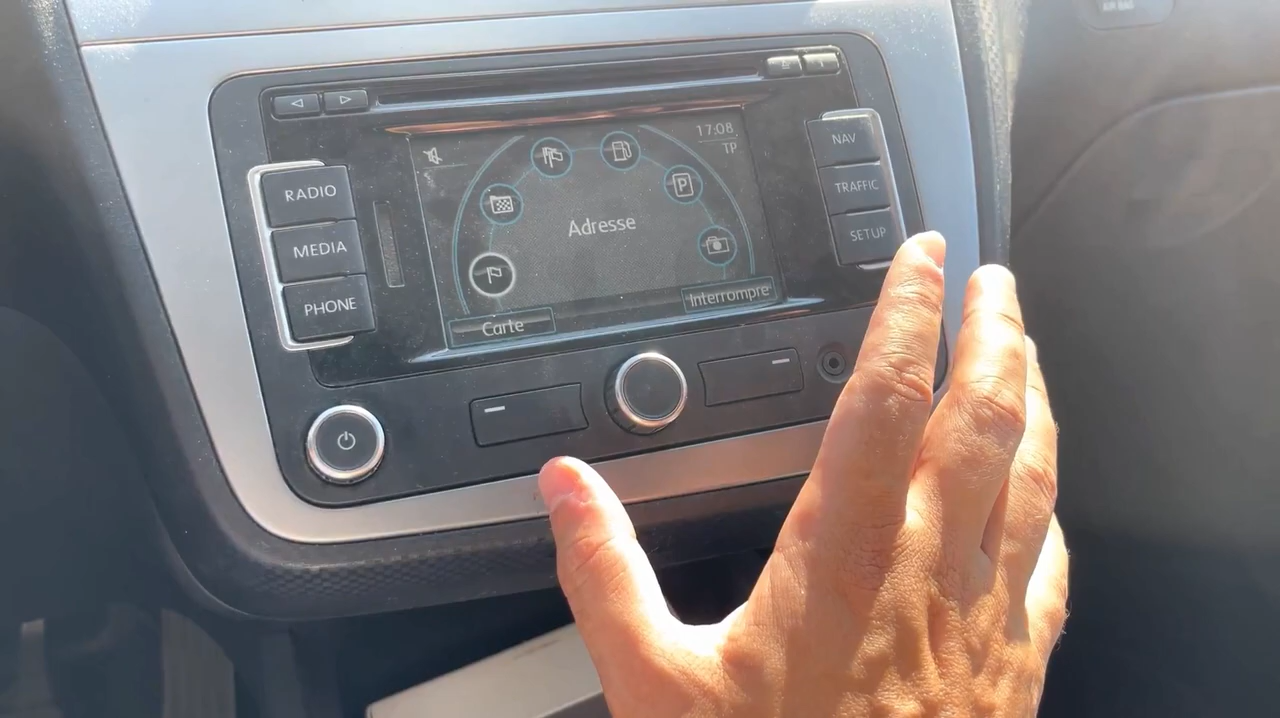 RADIO
MEDIA
PHONE
17:08
TP
P
Adresse
Carte
Interrompre
NAV
TRAFFIC
SETUP